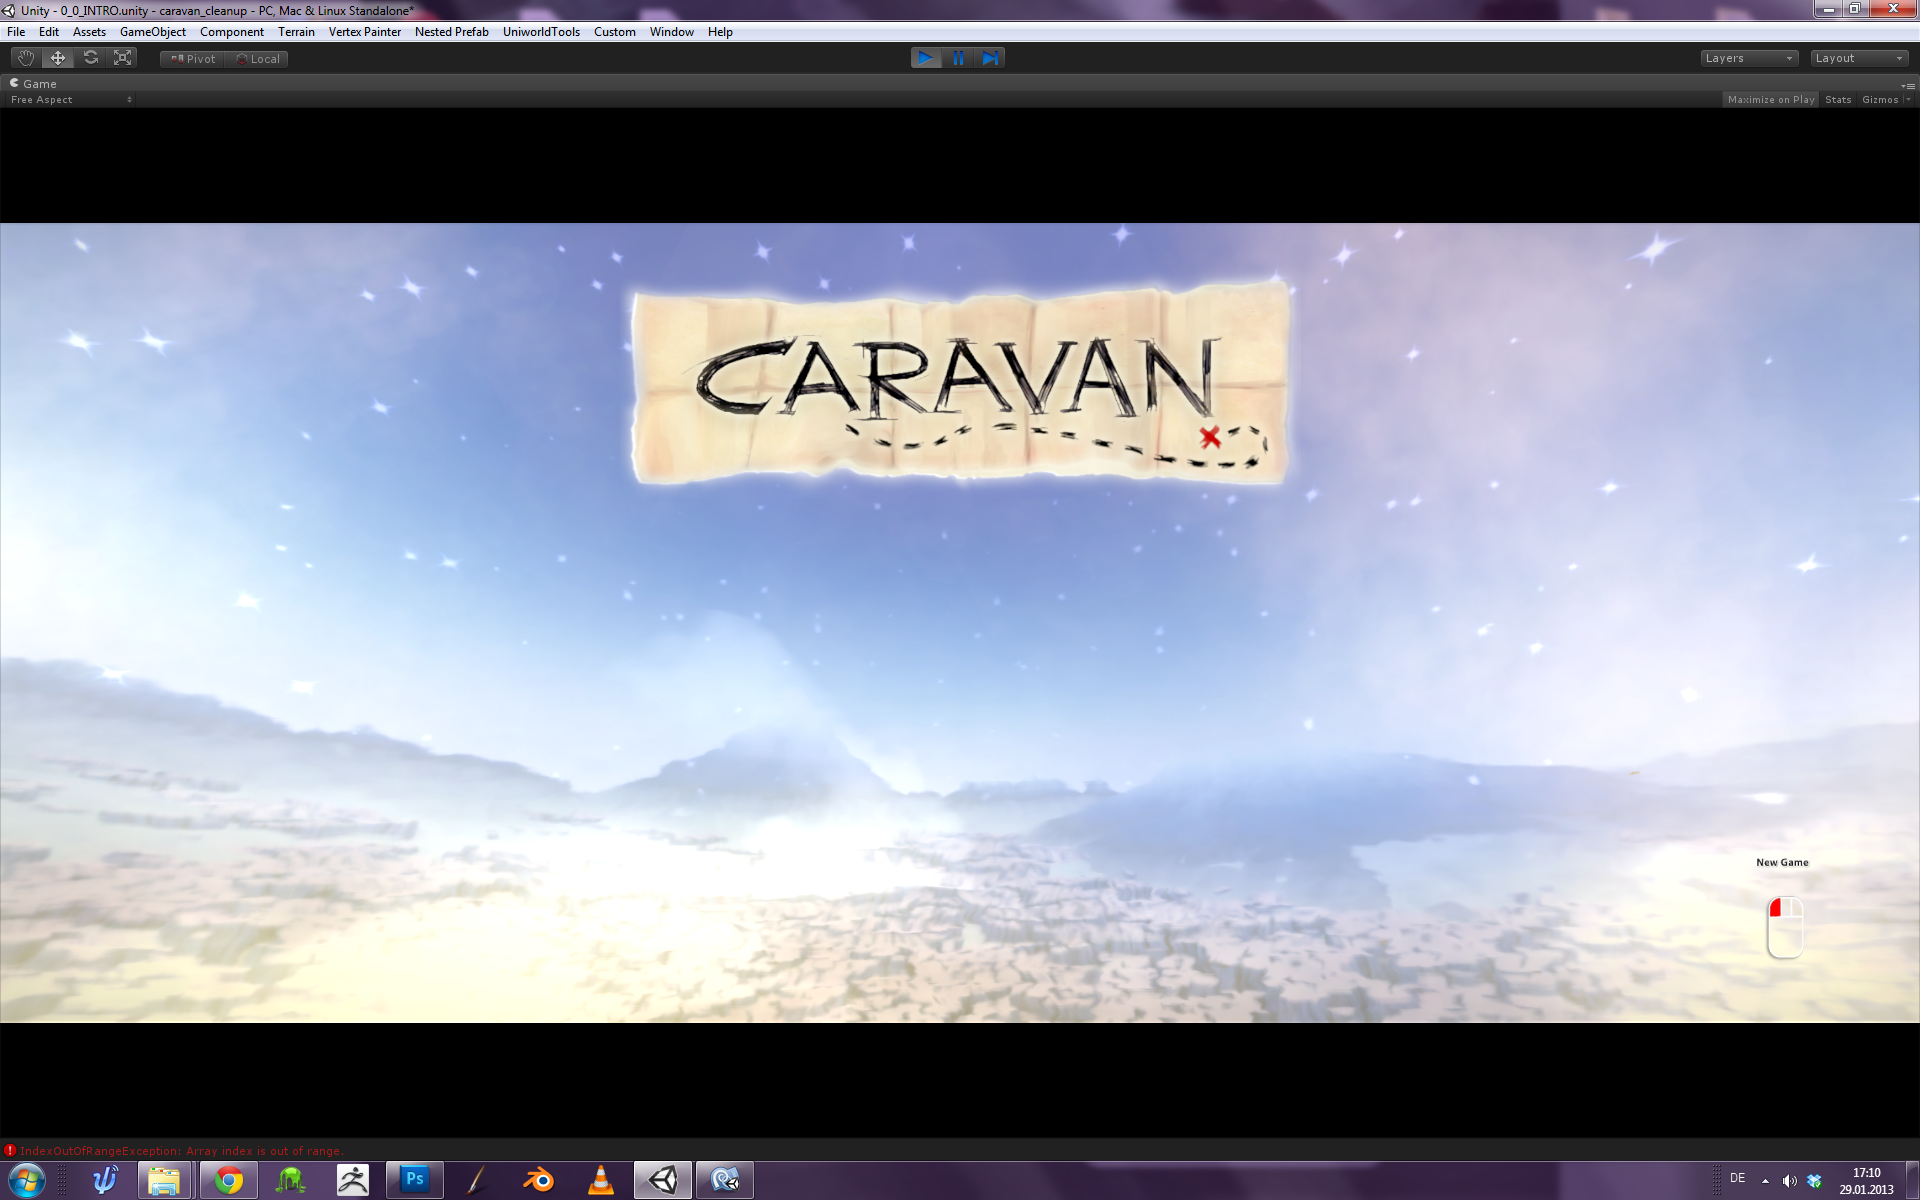 Unity - 0_0_INTRO.unity - caravan_cleanup - PC, Mac & Linux Standalone*
File Edit Assets GameObject Component Terrain Vertex Painter Nested Prefab UniworldTools Custom Window Help
Pivot Local Layers Layout
Game
Free Aspect Maximize on Play Stats Gizmos
CARAVAN
New Game
IndexOutOfRangeException: Array index is out of range.
Ps
DE
17:10
29.01.2013